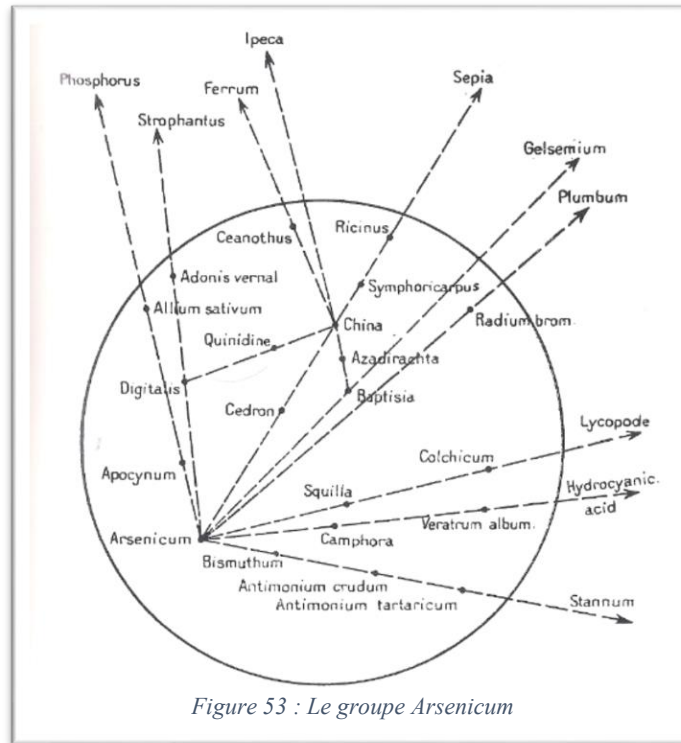 Ipeca
Phosphorus
Ferrum
Sepia
Strophantus
Gelsemium
Plumbum
Ceanothus
Ricinus
Adonis vernal
Symphoricarpus
Allium sativum
China
Radium brom.
Quinidine
Azadirachta
Digitalis
Baptisia
Cedron
Lycopode
Colchicum
Apocynum
Squilla
Hydrocyanic.
acid
Veratrum album.
Arsenicum
Camphora
Bismuthum
Antimonium crudum
Antimonium tartaricum
Stannum
Figure 53 : Le groupe Arsenicum